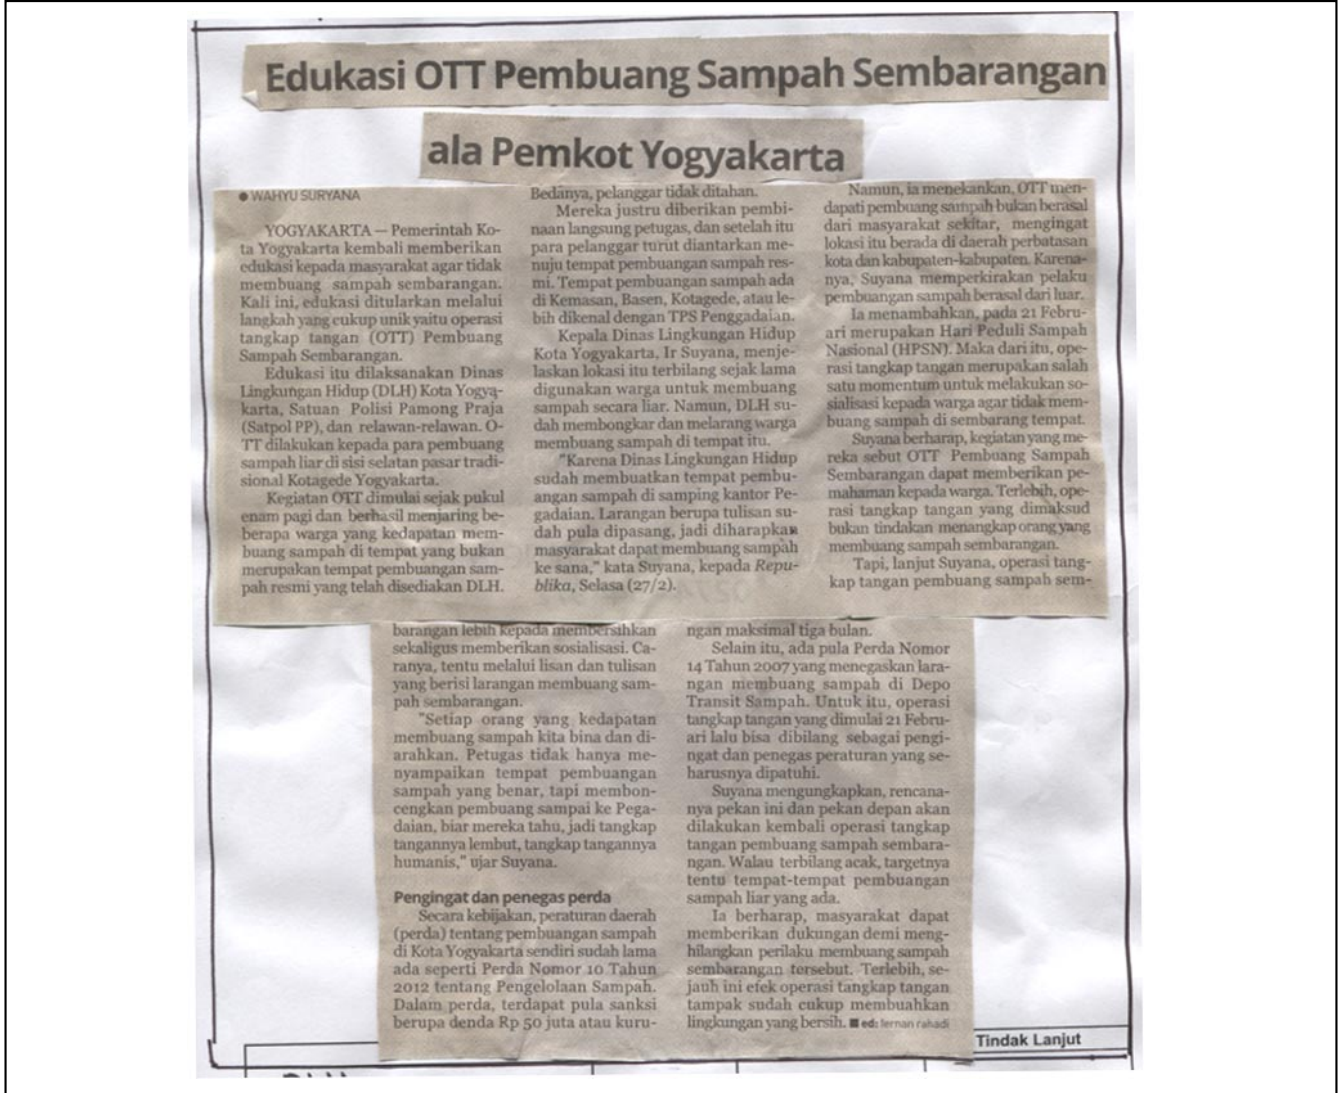 Edukasi OTT Pembuang Sampah Sembarangan
ala Pemkot Yogyakarta
● WAHYU SURYANA
YOGYAKARTA — Pemerintah Ko-
ta Yogyakarta kembali memberikan
edukasi kepada masyarakat agar tidak
membuang sampah sembarangan.
Kali ini, edukasi ditularkan melalui
langkah yang cukup unik yaitu operasi
tangkap tangan (OTT) Pembuang
Sampah Sembarangan.
Edukasi itu dilaksanakan Dinas
Lingkungan Hidup (DLH) Kota Yogya-
karta, Satuan Polisi Pamong Praja
(Satpol PP), dan relawan-relawan. O-
TT dilakukan kepada para pembuang
sampah liar di sisi selatan pasar tradi-
sional Kotagede Yogyakarta.
Kegiatan OTT dimulai sejak pukul
enam pagi dan berhasil menjaring be-
berapa warga yang kedapatan mem-
buang sampah di tempat yang bukan
merupakan tempat pembuangan sam-
pah resmi yang telah disediakan DLH.
Bedanya, pelanggar tidak ditahan.
Mereka justru diberikan pembi-
naan langsung petugas, dan setelah itu
para pelanggar turut diantarkan me-
nuju tempat pembuangan sampah res-
mi. Tempat pembuangan sampah ada
di Kemasan, Basen, Kotagede, atau le-
bih dikenal dengan TPS Penggadaian.
Kepala Dinas Lingkungan Hidup
Kota Yogyakarta, Ir Suyana, menje-
laskan lokasi itu terbilang sejak lama
digunakan warga untuk membuang
sampah secara liar. Namun, DLH su-
dah membongkar dan melarang warga
membuang sampah di tempat itu.
"Karena Dinas Lingkungan Hidup
sudah membuatkan tempat pembu-
angan sampah di samping kantor Pe-
gadaian. Larangan berupa tulisan su-
dah pula dipasang, jadi diharapkan
masyarakat dapat membuang sampah
ke sana," kata Suyana, kepada Repu-
blika, Selasa (27/2).
Namun, ia menekankan, OTT men-
dapati pembuang sampah bukan berasal
dari masyarakat sekitar, mengingat
lokasi itu berada di daerah perbatasan
kota dan kabupaten-kabupaten. Karena-
nya, Suyana memperkirakan pelaku
pembuangan sampah berasal dari luar.
Ia menambahkan, pada 21 Febru-
ari merupakan Hari Peduli Sampah
Nasional (HPSN). Maka dari itu, ope-
rasi tangkap tangan merupakan salah
satu momentum untuk melakukan so-
sialisasi kepada warga agar tidak mem-
buang sampah di sembarang tempat.
Suyana berharap, kegiatan yang me-
reka sebut OTT Pembuang Sampah
Sembarangan dapat memberikan pe-
mahaman kepada warga. Terlebih, ope-
rasi tangkap tangan yang dimaksud
bukan tindakan menangkap orang yang
membuang sampah sembarangan.
Tapi, lanjut Suyana, operasi tang-
kap tangan pembuang sampah sem-
barangan lebih kepada membersihkan
sekaligus memberikan sosialisasi. Ca-
ranya, tentu melalui lisan dan tulisan
yang berisi larangan membuang sam-
pah sembarangan.
"Setiap orang yang kedapatan
membuang sampah kita bina dan di-
arahkan. Petugas tidak hanya me-
nyampaikan tempat pembuangan
sampah yang benar, tapi membon-
cengkan pembuang sampai ke Pega-
daian, biar mereka tahu, jadi tangkap
tangannya lembut, tangkap tangannya
humanis," ujar Suyana.
Pengingat dan penegas perda
Secara kebijakan, peraturan daerah
(perda) tentang pembuangan sampah
di Kota Yogyakarta sendiri sudah lama
ada seperti Perda Nomor 10 Tahun
2012 tentang Pengelolaan Sampah.
Dalam perda, terdapat pula sanksi
berupa denda Rp 50 juta atau kuru-
ngan maksimal tiga bulan.
Selain itu, ada pula Perda Nomor
14 Tahun 2007 yang menegaskan lara-
ngan membuang sampah di Depo
Transit Sampah. Untuk itu, operasi
tangkap tangan yang dimulai 21 Febru-
ari lalu bisa dibilang sebagai pengi-
ngat dan penegas peraturan yang se-
harusnya dipatuhi.
Suyana mengungkapkan, rencana-
nya pekan ini dan pekan depan akan
dilakukan kembali operasi tangkap
tangan pembuang sampah sembara-
ngan. Walau terbilang acak, targetnya
tentu tempat-tempat pembuangan
sampah liar yang ada.
Ia berharap, masyarakat dapat
memberikan dukungan demi meng-
hilangkan perilaku membuang sampah
sembarangan tersebut. Terlebih, se-
jauh ini efek operasi tangkap tangan
tampak sudah cukup membuahkan
lingkungan yang bersih. ■ ed: fernan rahadi
Tindak Lanjut